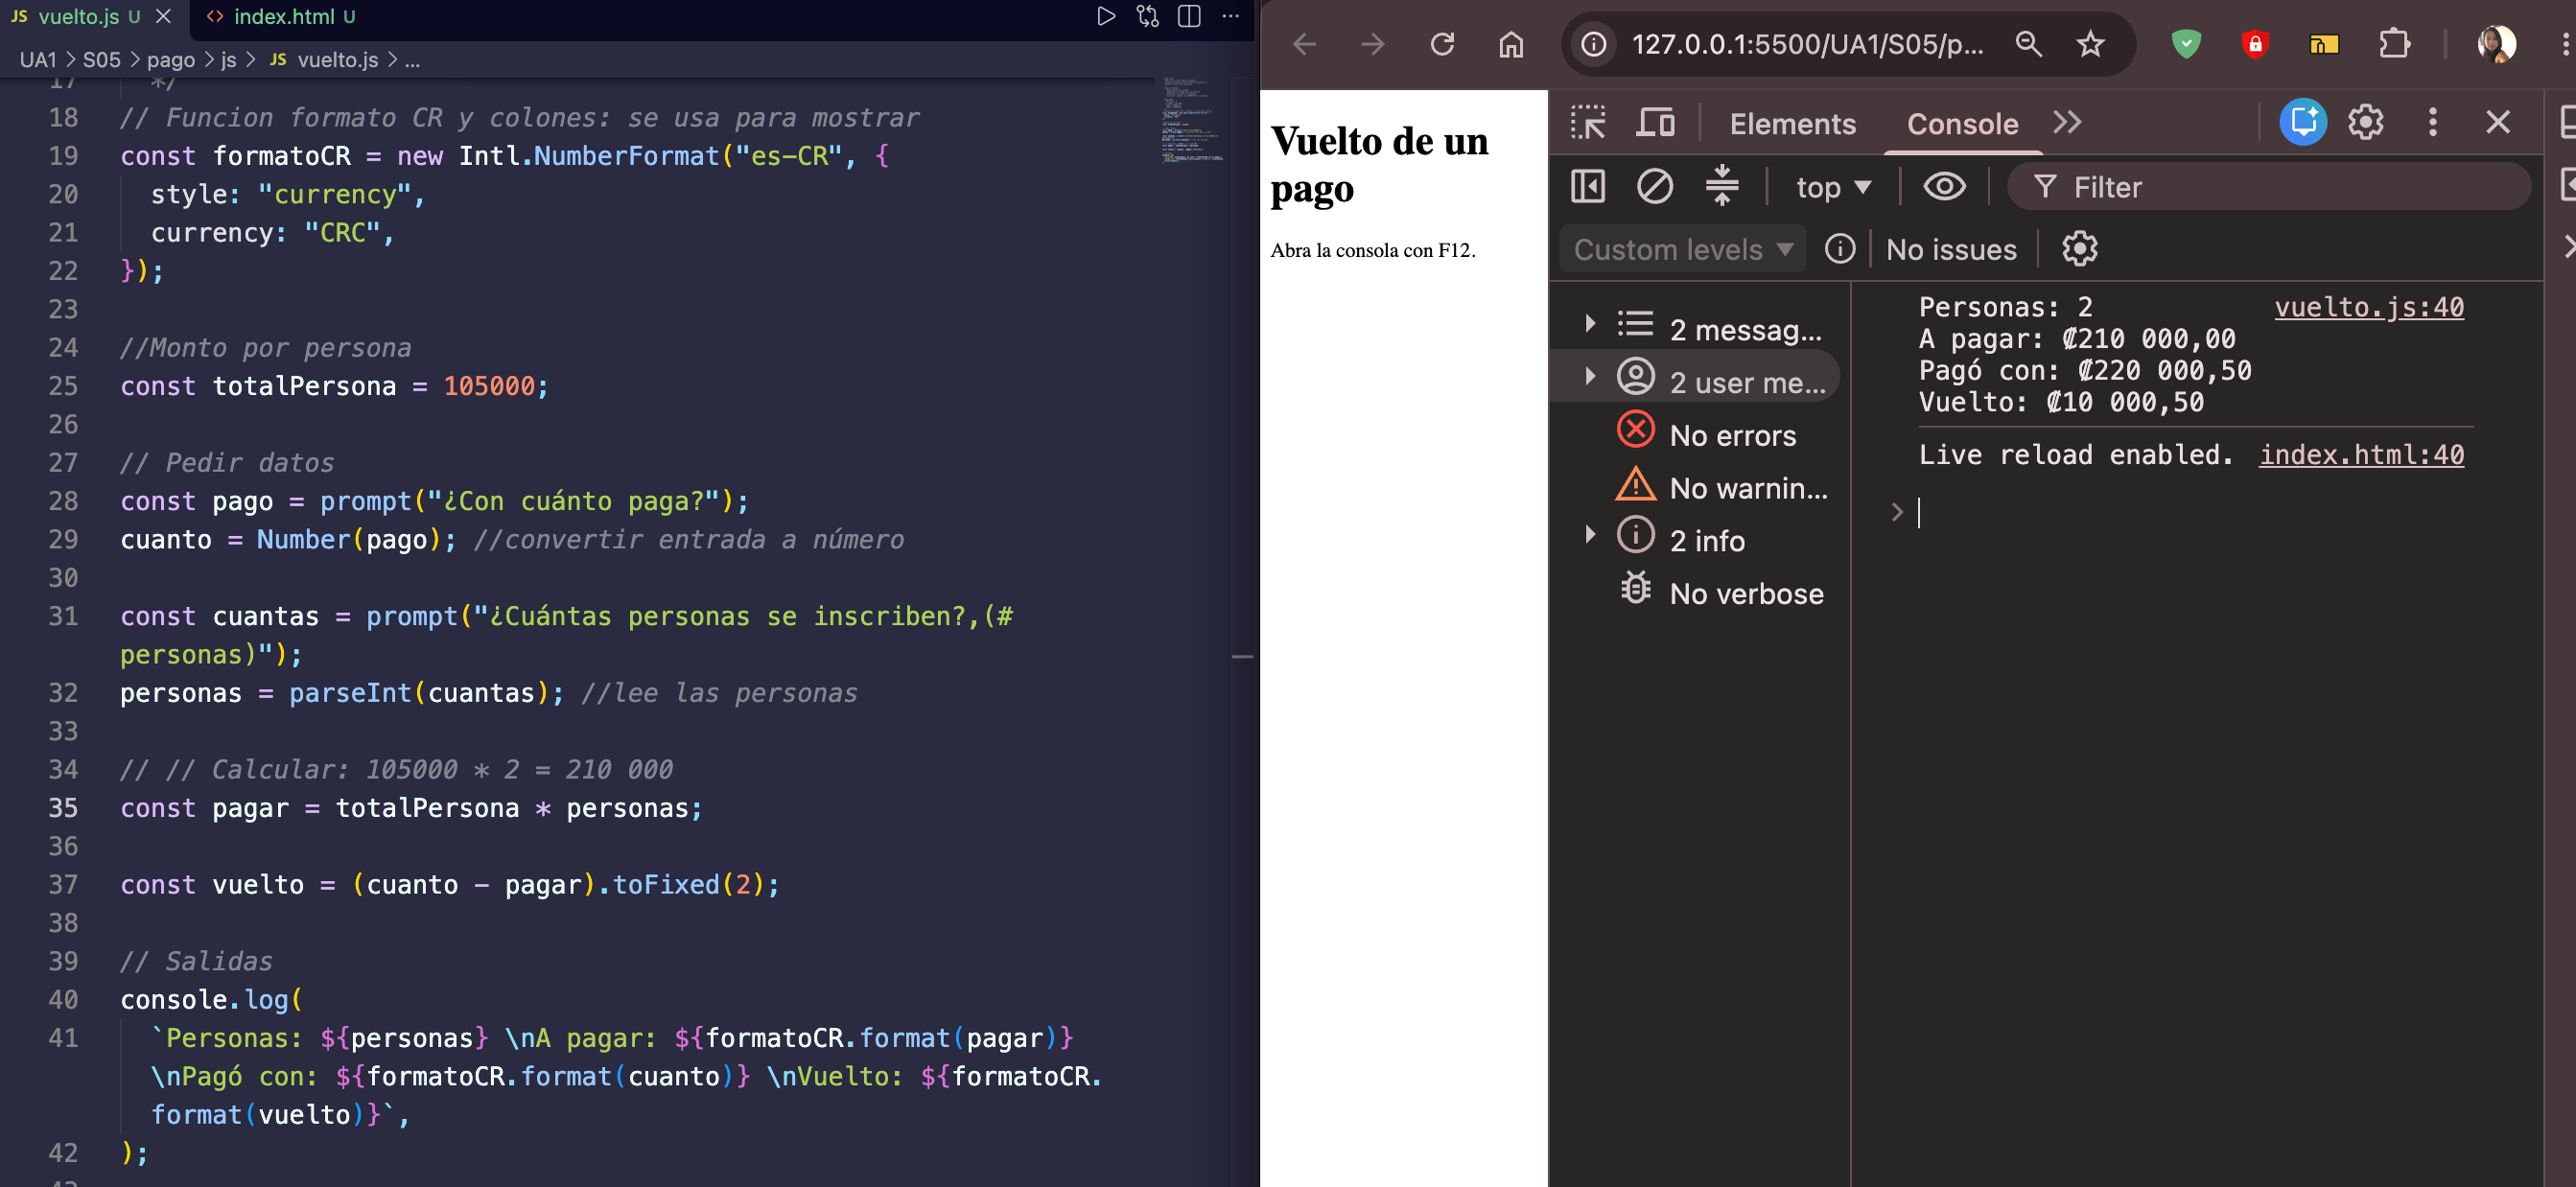 JS vuelto.js U
<> index.html U
UA1 > S05 > pago > js > JS vuelto.js > ...
17 */
18 // Funcion formato CR y colones: se usa para mostrar
19 const formatoCR = new Intl.NumberFormat("es-CR", {
20 style: "currency",
21 currency: "CRC",
22 });
23
24 //Monto por persona
25 const totalPersona = 105000;
26
27 // Pedir datos
28 const pago = prompt("¿Con cuánto paga?");
29 cuanto = Number(pago); //convertir entrada a número
30
31 const cuantas = prompt("¿Cuántas personas se inscriben?,(#
personas)");
32 personas = parseInt(cuantas); //lee las personas
33
34 // // Calcular: 105000 * 2 = 210 000
35 const pagar = totalPersona * personas;
36
37 const vuelto = (cuanto - pagar).toFixed(2);
38
39 // Salidas
40 console.log(
41 `Personas: ${personas} \nA pagar: ${formatoCR.format(pagar)}
\nPagó con: ${formatoCR.format(cuanto)} \nVuelto: ${formatoCR.
format(vuelto)}`,
42 );
127.0.0.1:5500/UA1/S05/p...
Vuelto de un
pago
Abra la consola con F12.
Elements
Console
top
Filter
Custom levels
No issues
2 messag...
2 user me...
No errors
No warnin...
2 info
No verbose
Personas: 2 vuelto.js:40
A pagar: ₡210 000,00
Pagó con: ₡220 000,50
Vuelto: ₡10 000,50
Live reload enabled. index.html:40
>